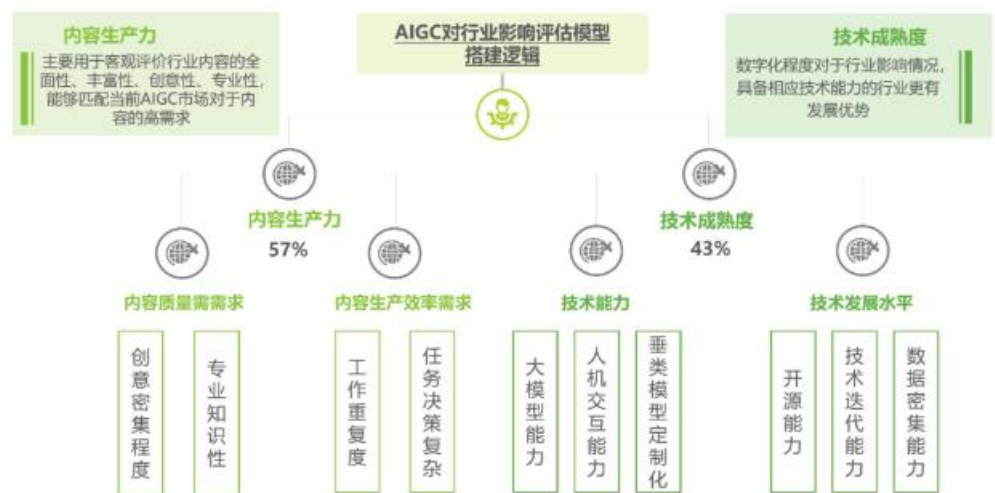 AIGC对行业影响评估模型
搭建逻辑
内容生产力
主要用于客观评价行业内容的全
面性、丰富性、创意性、专业性,
能够匹配当前AIGC市场对于内
容的高需求
技术成熟度
数字化程度对于行业影响情况,
具备相应技术能力的行业更有
发展优势
内容生产力
57%
技术成熟度
43%
内容质量需需求
内容生产效率需求
技术能力
技术发展水平
创意密集程度
专业知识性
工作重复度
任务决策复杂
大模型能力
人机交互能力
垂类模型定制化
开源能力
技术迭代能力
数据密集能力